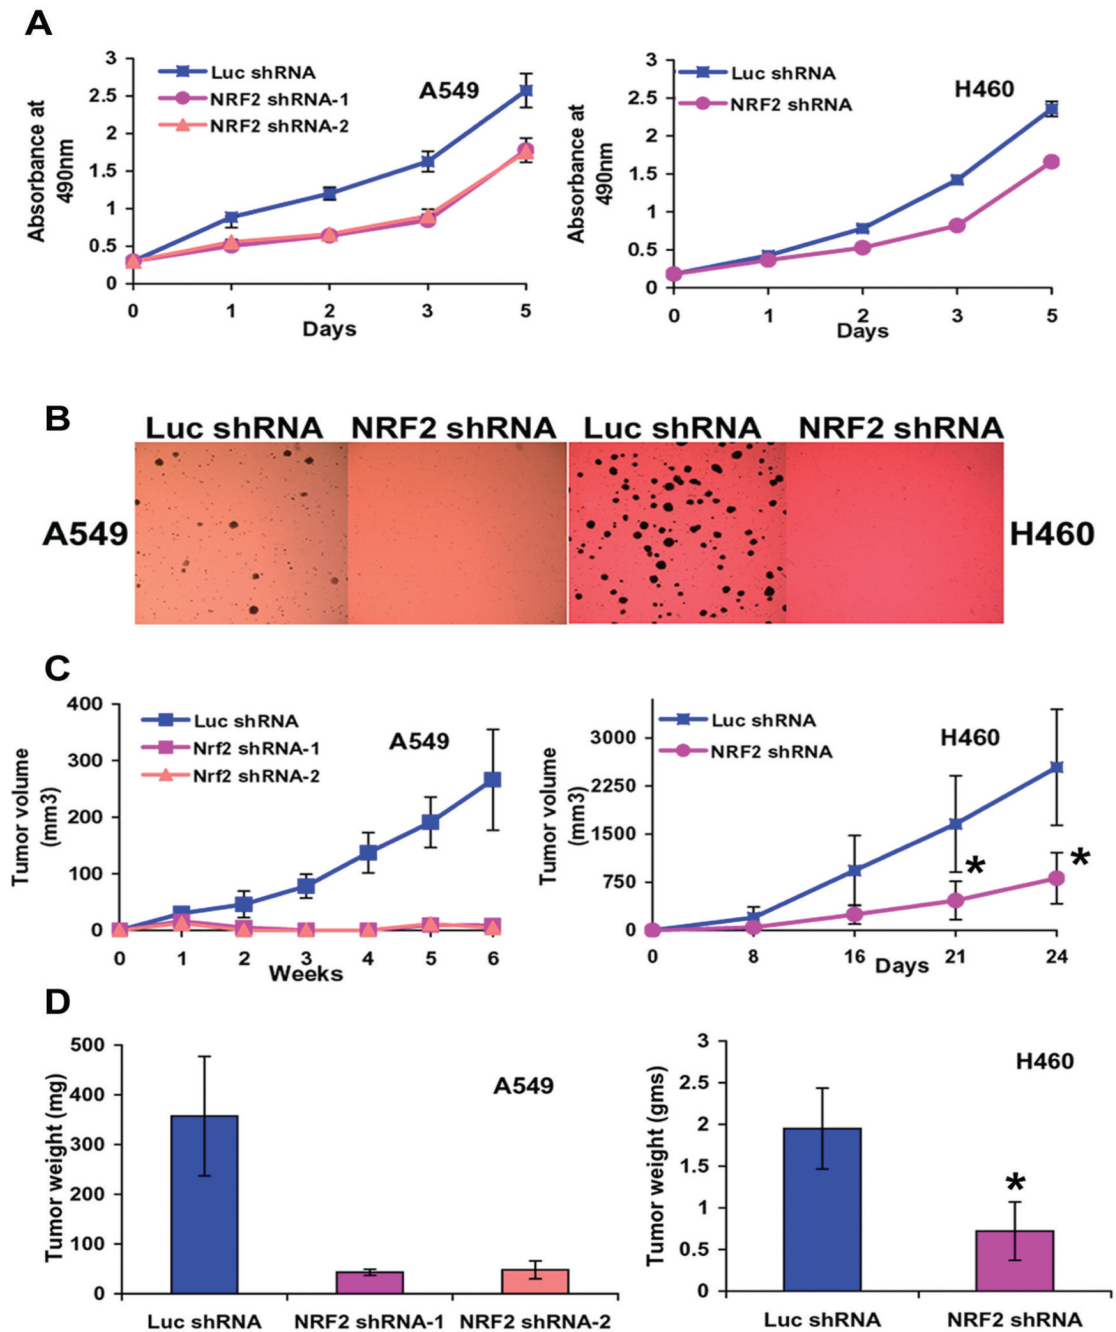 A
Absorbance at
490nm
3
2.5
2
1.5
1
0.5
0
Luc shRNA
NRF2 shRNA-1
NRF2 shRNA-2
A549
0 1 2 3 5
Days
Absorbance at
490nm
3
2.5
2
1.5
1
0.5
0
Luc shRNA
NRF2 shRNA
H460
0 1 2 3 5
Days
B
Luc shRNA NRF2 shRNA Luc shRNA NRF2 shRNA
A549
H460
C
Tumor volume
(mm3)
400
300
200
100
0
Luc shRNA
Nrf2 shRNA-1
Nrf2 shRNA-2
A549
0 1 2 3 4 5 6
Weeks
Tumor volume
(mm3)
3000
2250
1500
750
0
Luc shRNA
NRF2 shRNA
H460
*
*
0 8 16 21 24
Days
D
Tumor weight (mg)
500
400
300
200
100
0
A549
Luc shRNA NRF2 shRNA-1 NRF2 shRNA-2
Tumor weight (gms)
3
2.5
2
1.5
1
0.5
0
H460
*
Luc shRNA NRF2 shRNA